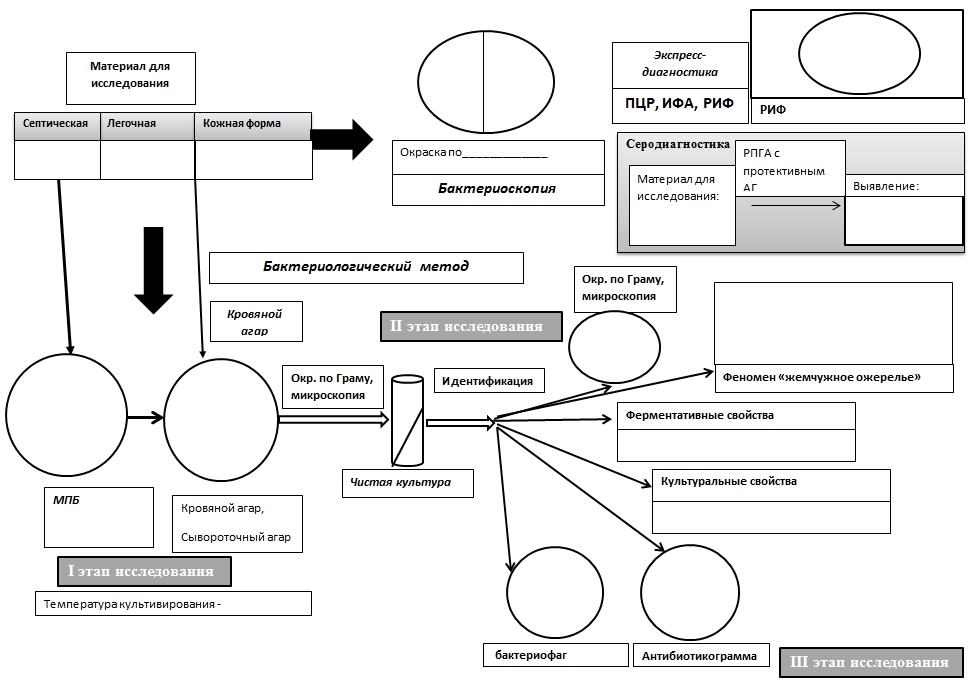 Материал для
исследования
Септическая
Легочная
Кожная форма
Окраска по______________
Бактериоскопия
Экспресс-
диагностика
ПЦР, ИФА, РИФ
РИФ
Серодиагностика
Материал для
исследования:
РПГА с
протективным
АГ
Выявление:
Бактериологический метод
Кровяной
агар
II этап исследования
Окр. по Граму,
микроскопия
Феномен «жемчужное ожерелье»
Окр. по Граму,
микроскопия
Идентификация
Ферментативные свойства
Чистая культура
Культуральные свойства
МПБ
Кровяной агар,
Сывороточный агар
I этап исследования
Температура культивирования -
бактериофаг
Антибиотикограмма
III этап исследования